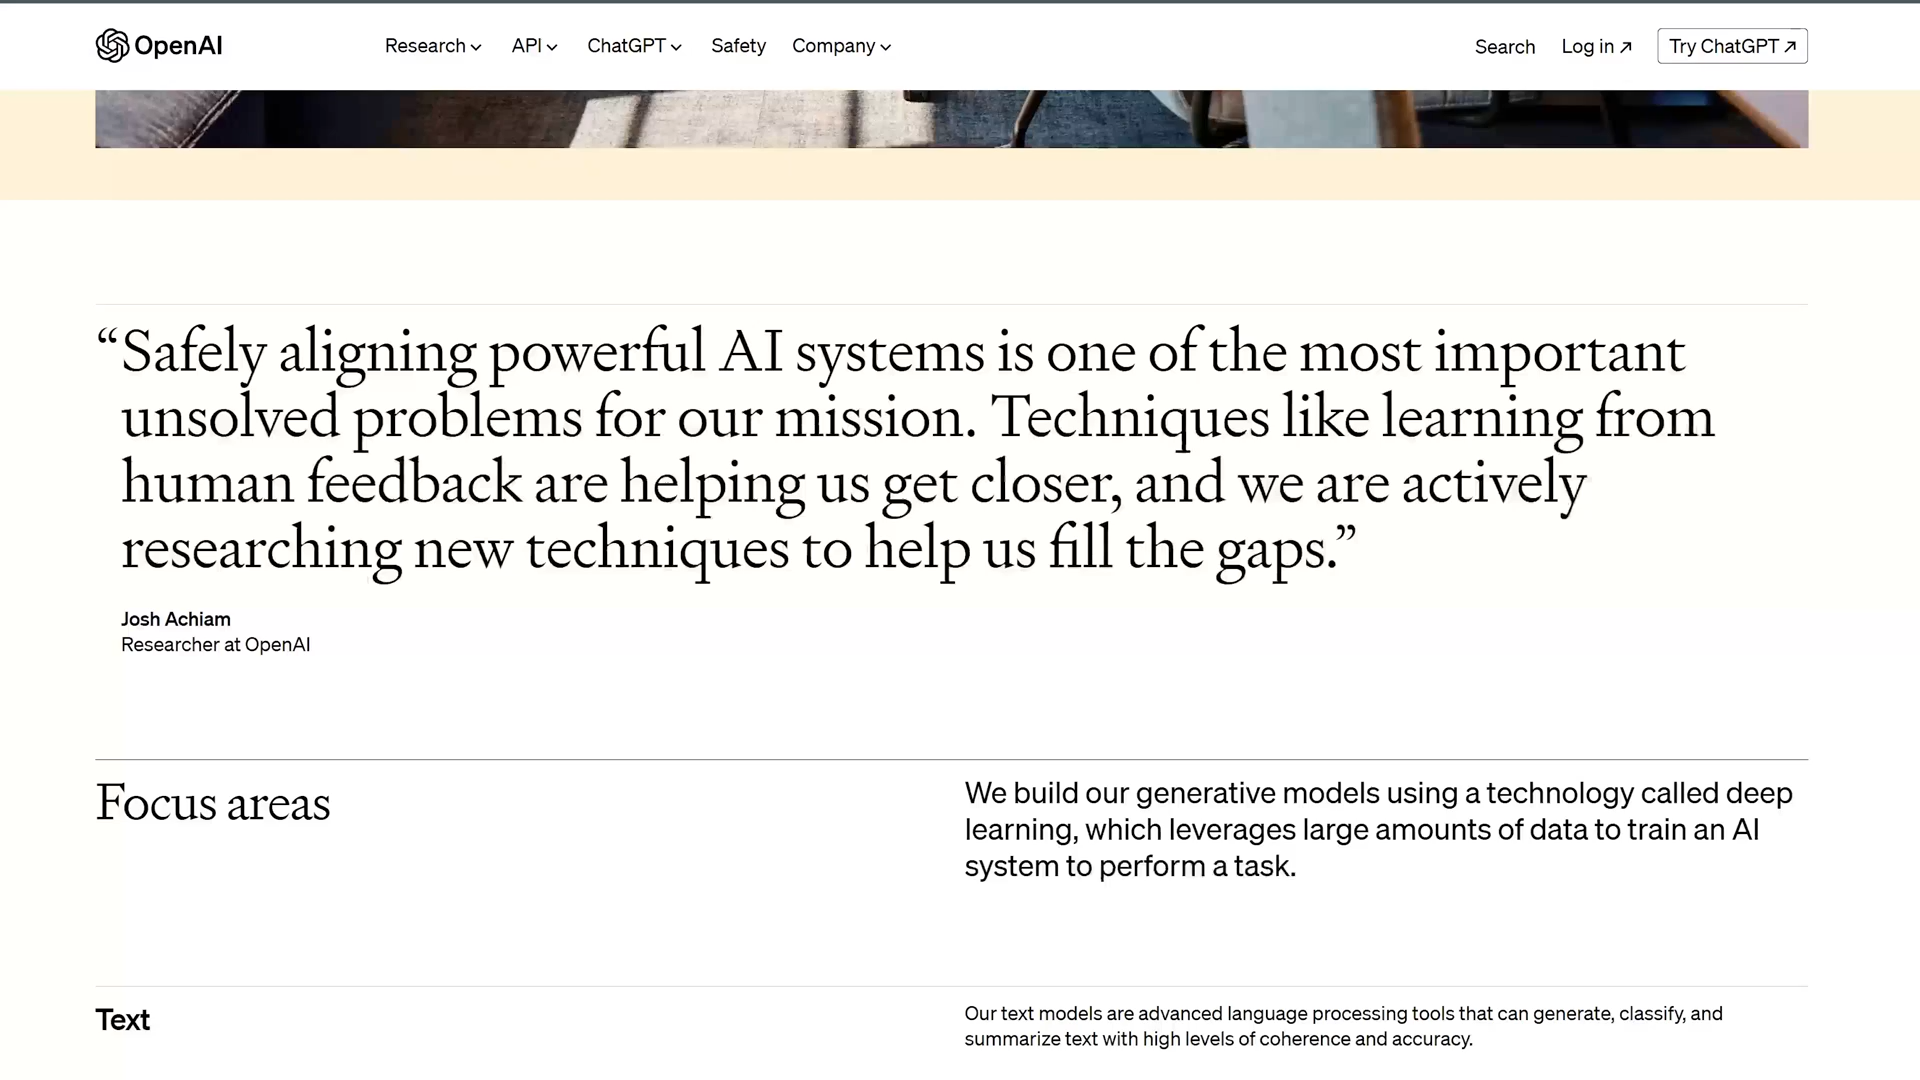 OpenAI
Research
API
ChatGPT
Safety
Company
Search
Log in
Try ChatGPT
“Safely aligning powerful AI systems is one of the most important
unsolved problems for our mission. Techniques like learning from
human feedback are helping us get closer, and we are actively
researching new techniques to help us fill the gaps.”
Josh Achiam
Researcher at OpenAI
Focus areas
We build our generative models using a technology called deep
learning, which leverages large amounts of data to train an AI
system to perform a task.
Text
Our text models are advanced language processing tools that can generate, classify, and
summarize text with high levels of coherence and accuracy.